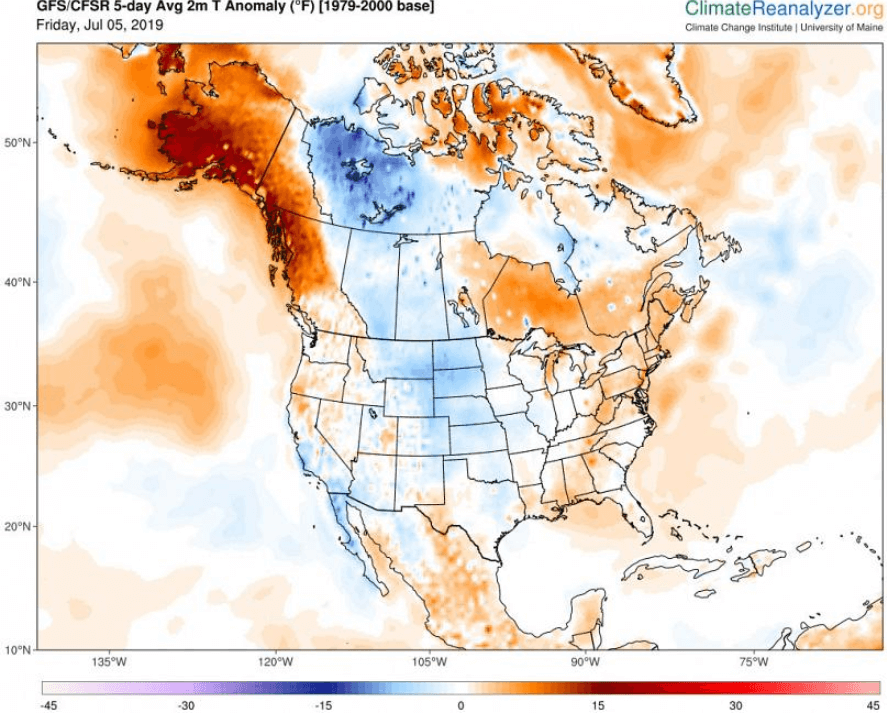 GFS/CFSR 5-day Avg 2m T Anomaly (°F) [1979-2000 base]
ClimateReanalyzer.org
Friday, Jul 05, 2019
Climate Change Institute | University of Maine
50°N
40°N
30°N
20°N
10°N
135°W
120°W
105°W
90°W
75°W
-45
-30
-15
0
15
30
45